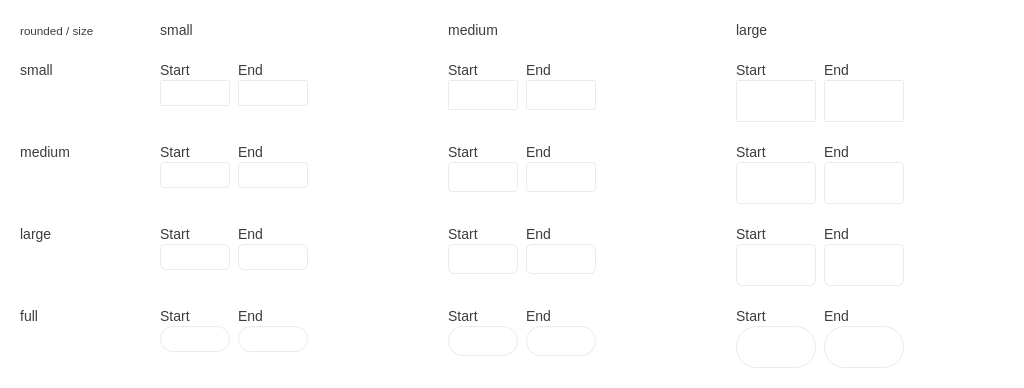 rounded / size small medium large
small Start End Start End Start End
medium Start End Start End Start End
large Start End Start End Start End
full Start End Start End Start End